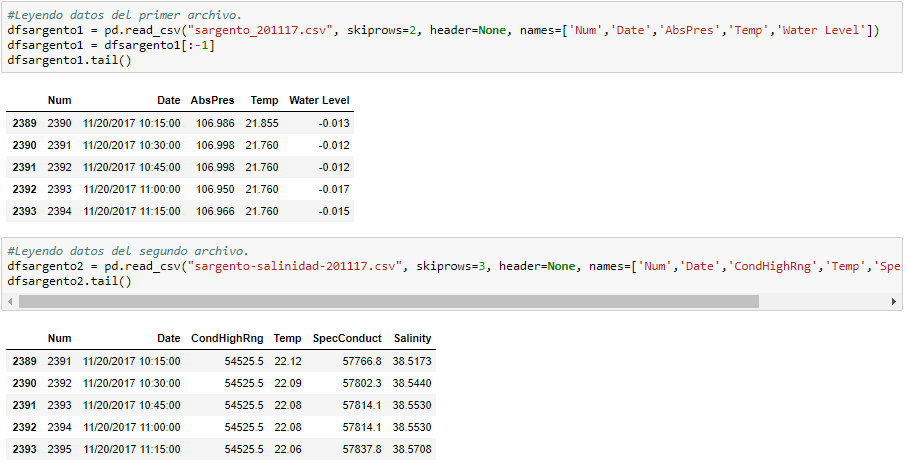 #Leyendo datos del primer archivo.
dfsargento1 = pd.read_csv("sargento_201117.csv", skiprows=2, header=None, names=['Num','Date','AbsPres','Temp','Water Level'])
dfsargento1 = dfsargento1[:-1]
dfsargento1.tail()
Num Date AbsPres Temp Water Level
2389 2390 11/20/2017 10:15:00 106.986 21.855 -0.013
2390 2391 11/20/2017 10:30:00 106.998 21.760 -0.012
2391 2392 11/20/2017 10:45:00 106.998 21.760 -0.012
2392 2393 11/20/2017 11:00:00 106.950 21.760 -0.017
2393 2394 11/20/2017 11:15:00 106.966 21.760 -0.015
#Leyendo datos del segundo archivo.
dfsargento2 = pd.read_csv("sargento-salinidad-201117.csv", skiprows=3, header=None, names=['Num','Date','CondHighRng','Temp','Spe
dfsargento2.tail()
Num Date CondHighRng Temp SpecConduct Salinity
2389 2391 11/20/2017 10:15:00 54525.5 22.12 57766.8 38.5173
2390 2392 11/20/2017 10:30:00 54525.5 22.09 57802.3 38.5440
2391 2393 11/20/2017 10:45:00 54525.5 22.08 57814.1 38.5530
2392 2394 11/20/2017 11:00:00 54525.5 22.08 57814.1 38.5530
2393 2395 11/20/2017 11:15:00 54525.5 22.06 57837.8 38.5708